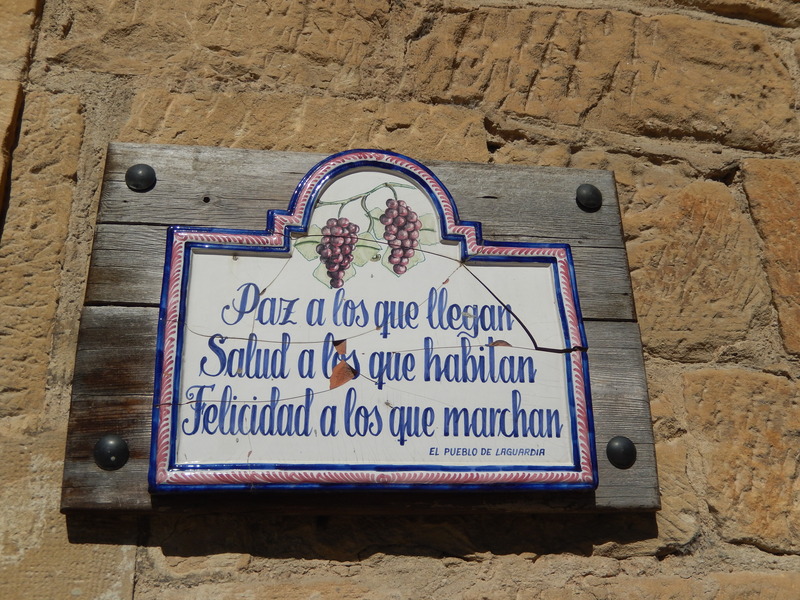 Paz a los que llegan
Salud a los que habitan
Felicidad a los que marchan
EL PUEBLO DE LAGUARDIA